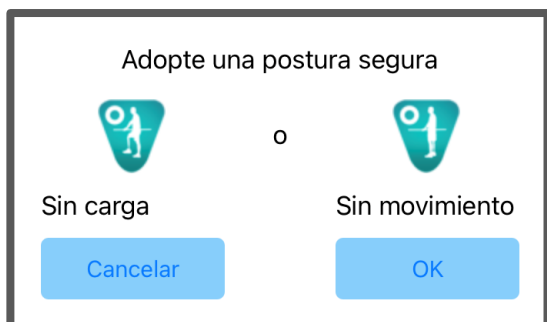 Adopte una postura segura
o
Sin carga
Sin movimiento
Cancelar
OK